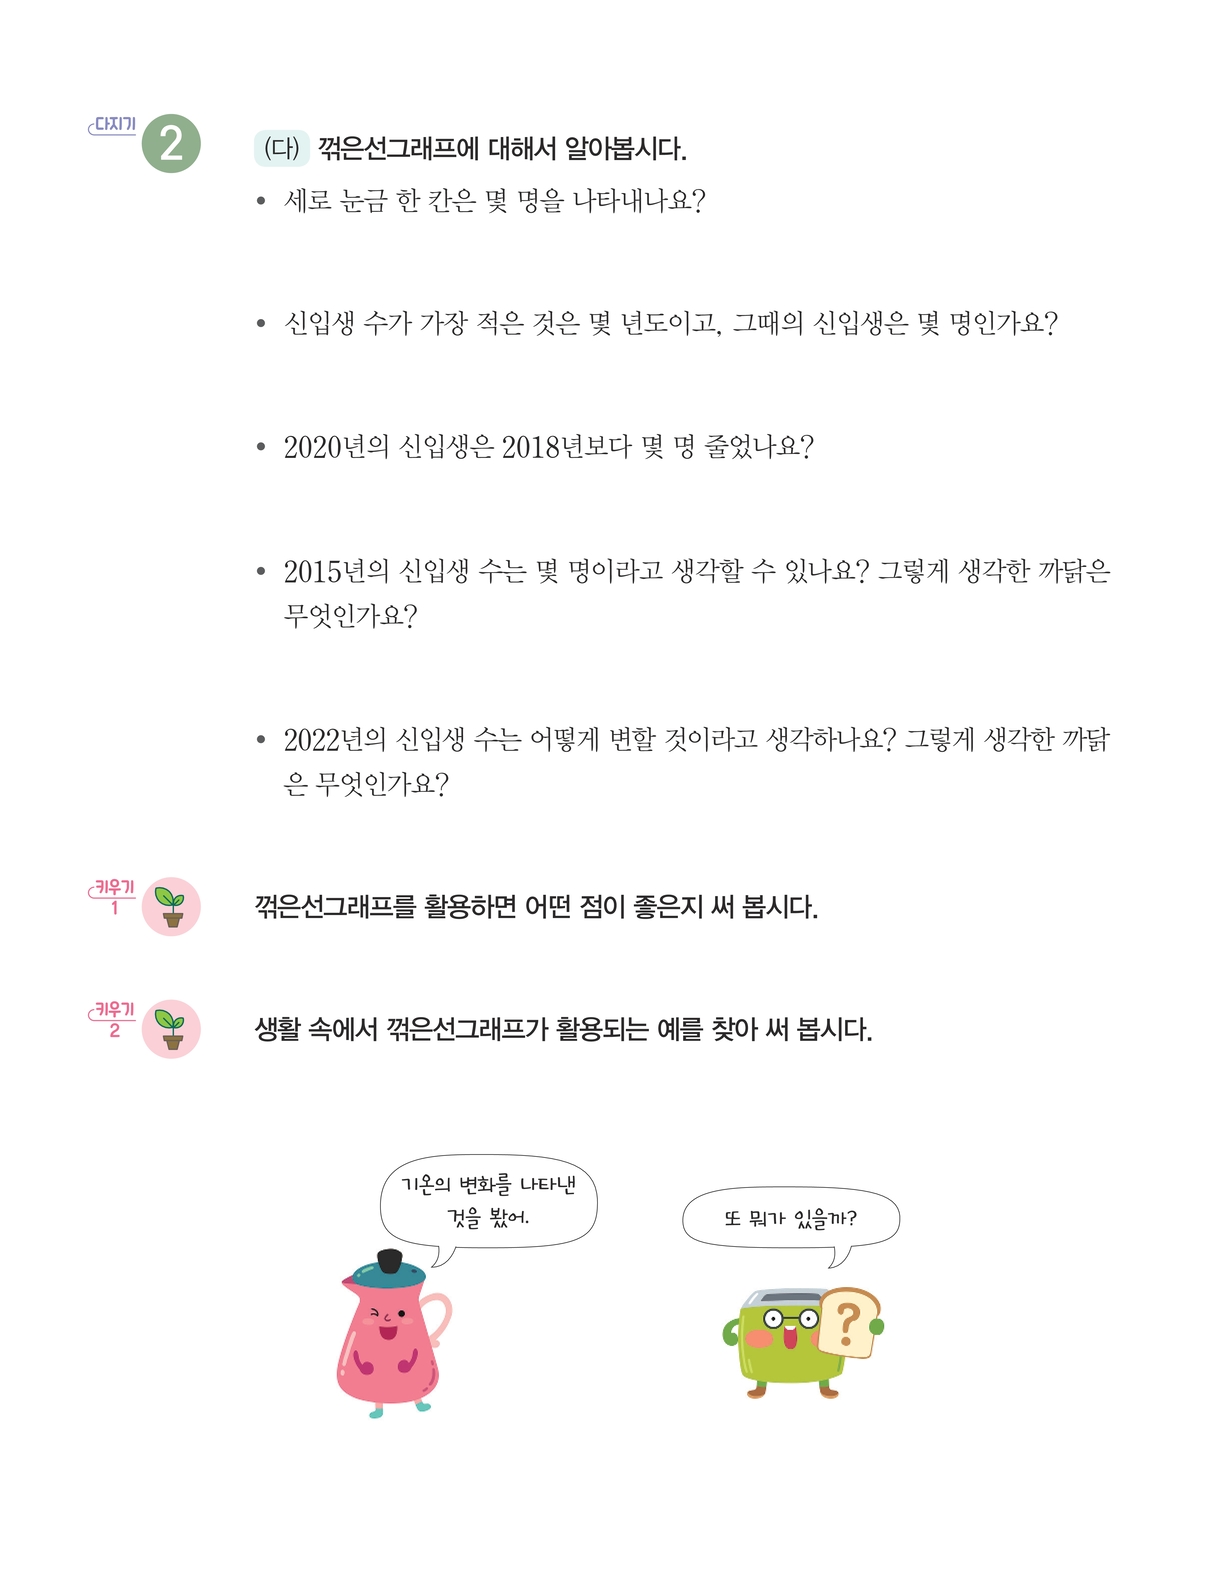 다지기
2
(다) 꺾은선그래프에 대해서 알아봅시다.
• 세로 눈금 한 칸은 몇 명을 나타내나요?
• 신입생 수가 가장 적은 것은 몇 년도이고, 그때의 신입생은 몇 명인가요?
• 2020년의 신입생은 2018년보다 몇 명 줄었나요?
• 2015년의 신입생 수는 몇 명이라고 생각할 수 있나요? 그렇게 생각한 까닭은
무엇인가요?
• 2022년의 신입생 수는 어떻게 변할 것이라고 생각하나요? 그렇게 생각한 까닭
은 무엇인가요?
키우기
1
꺾은선그래프를 활용하면 어떤 점이 좋은지 써 봅시다.
키우기
2
생활 속에서 꺾은선그래프가 활용되는 예를 찾아 써 봅시다.
기온의 변화를 나타낸
것을 봤어.
또 뭐가 있을까?
?